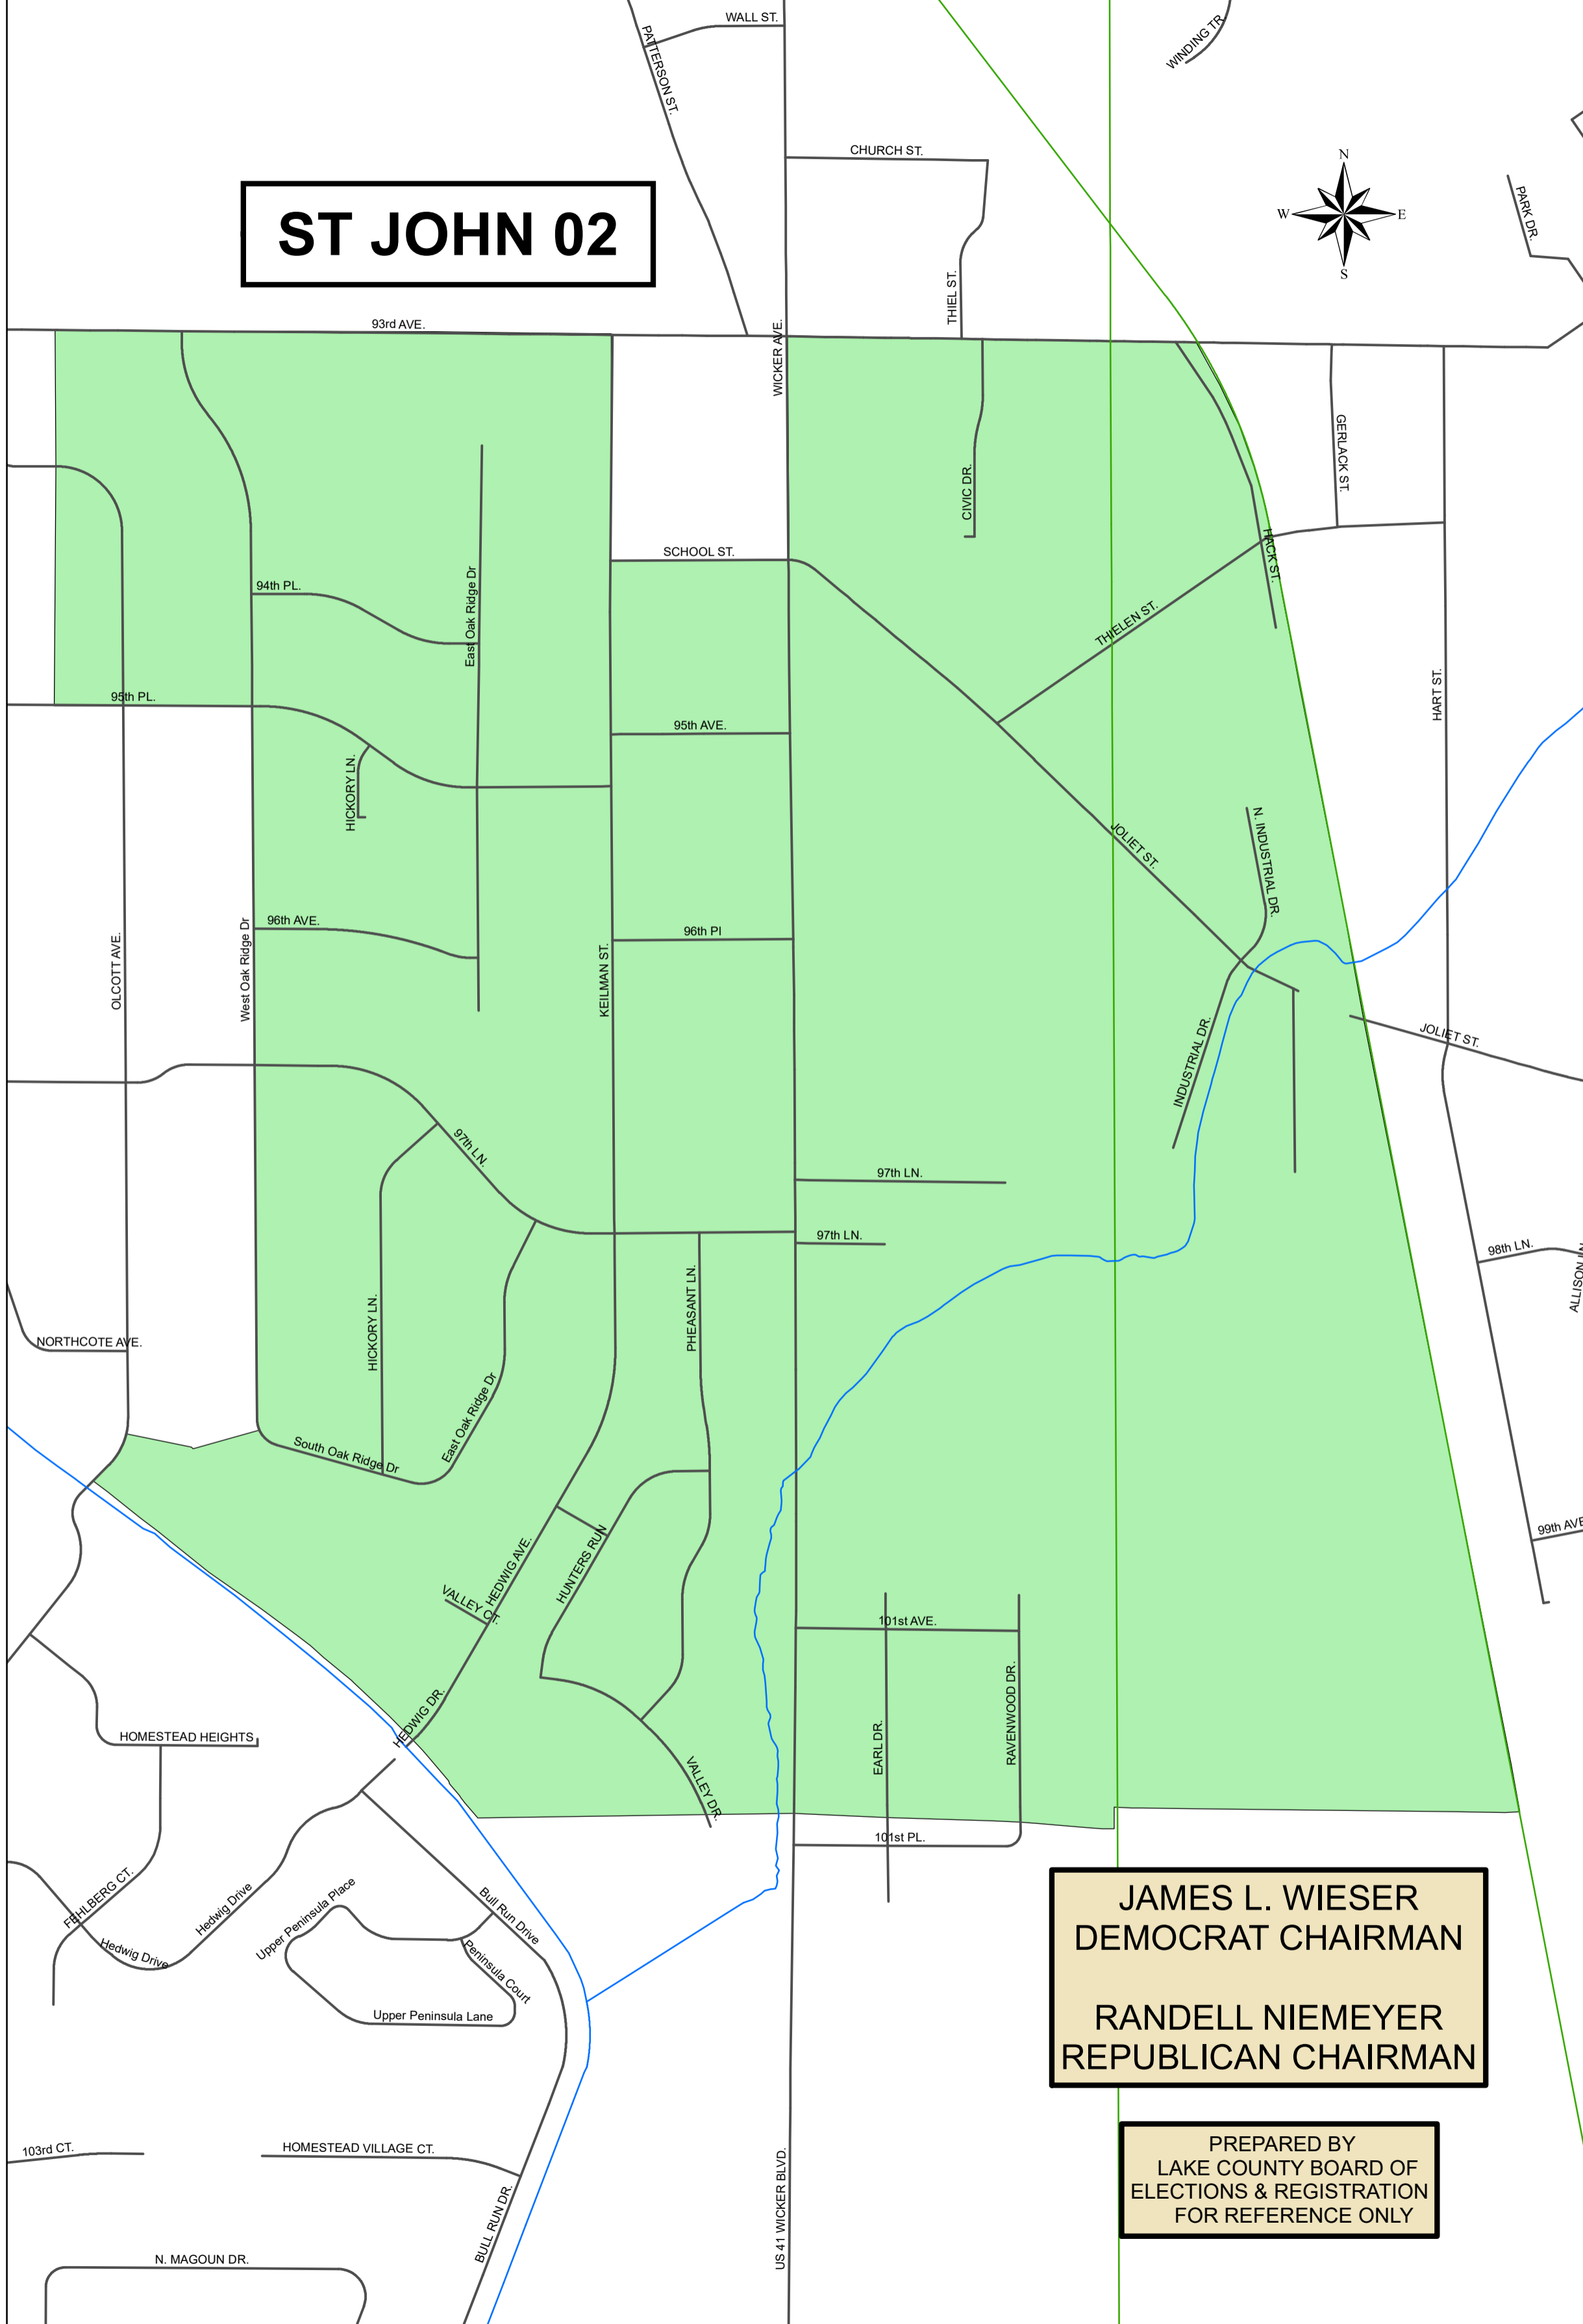 WALL ST.
PATTERSON ST.
WINDING TR.
CHURCH ST.
N
W
E
S
PARK DR.
ST JOHN 02
THIEL ST.
93rd AVE.
WICKER AVE.
CIVIC DR.
GERLACK ST.
SCHOOL ST.
HACK ST.
94th PL.
East Oak Ridge Dr
THIELEN ST.
95th PL.
HART ST.
95th AVE.
HICKORY LN.
JOLIET ST.
N. INDUSTRIAL DR.
96th AVE.
96th Pl
OLCOTT AVE.
West Oak Ridge Dr
KEILMAN ST.
INDUSTRIAL DR.
JOLIET ST.
97th LN.
97th LN.
97th LN.
98th LN.
ALLISON LN.
PHEASANT LN.
HICKORY LN.
NORTHCOTE AVE.
East Oak Ridge Dr
South Oak Ridge Dr
99th AVE
HEDWIG AVE.
HUNTERS RUN
VALLEY CT.
101st AVE.
HEDWIG DR.
RAVENWOOD DR.
EARL DR.
HOMESTEAD HEIGHTS
VALLEY DR.
101st PL.
FEHLBERG CT.
Hedwig Drive
Hedwig Drive
Upper Peninsula Place
Bull Run Drive
Peninsula Court
Upper Peninsula Lane
JAMES L. WIESER
DEMOCRAT CHAIRMAN
RANDELL NIEMEYER
REPUBLICAN CHAIRMAN
103rd CT.
HOMESTEAD VILLAGE CT.
BULL RUN DR.
US 41 WICKER BLVD.
PREPARED BY
LAKE COUNTY BOARD OF
ELECTIONS & REGISTRATION
FOR REFERENCE ONLY
N. MAGOUN DR.